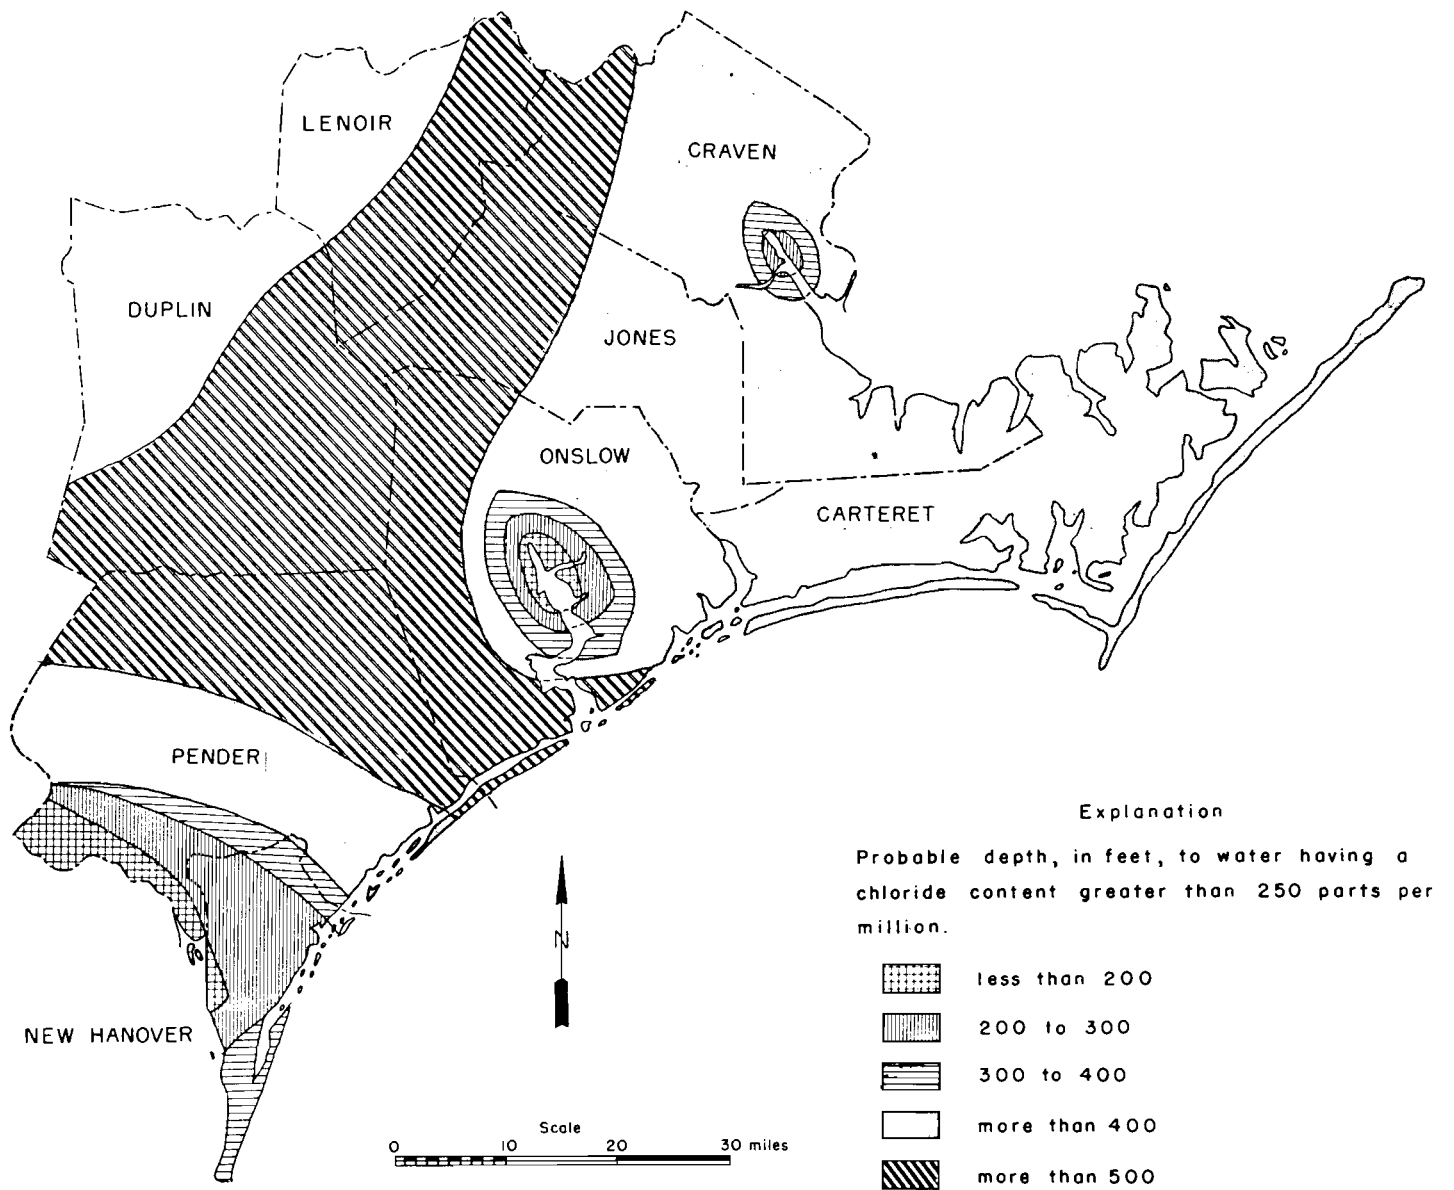 LENOIR
CRAVEN
DUPLIN
JONES
ONSLOW
CARTERET
PENDER
NEW HANOVER
N
Scale
0 10 20 30 miles
Explanation
Probable depth, in feet, to water having a
chloride content greater than 250 parts per
million.
less than 200
200 to 300
300 to 400
more than 400
more than 500